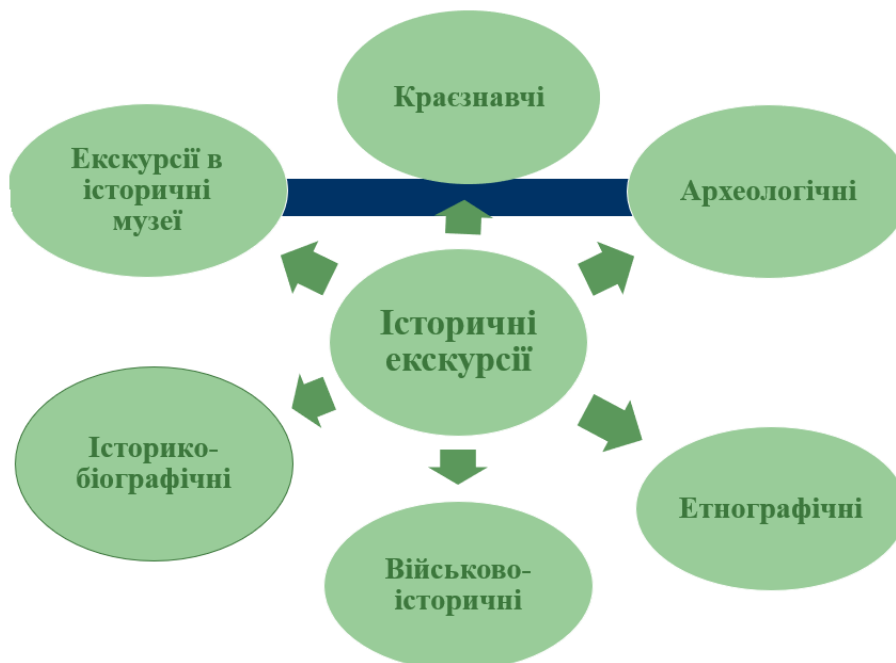 Краєзнавчі
Екскурсії в
історичні
музеї
Археологічні
Історичні
екскурсії
Історико-
біографічні
Етнографічні
Військово-
історичні